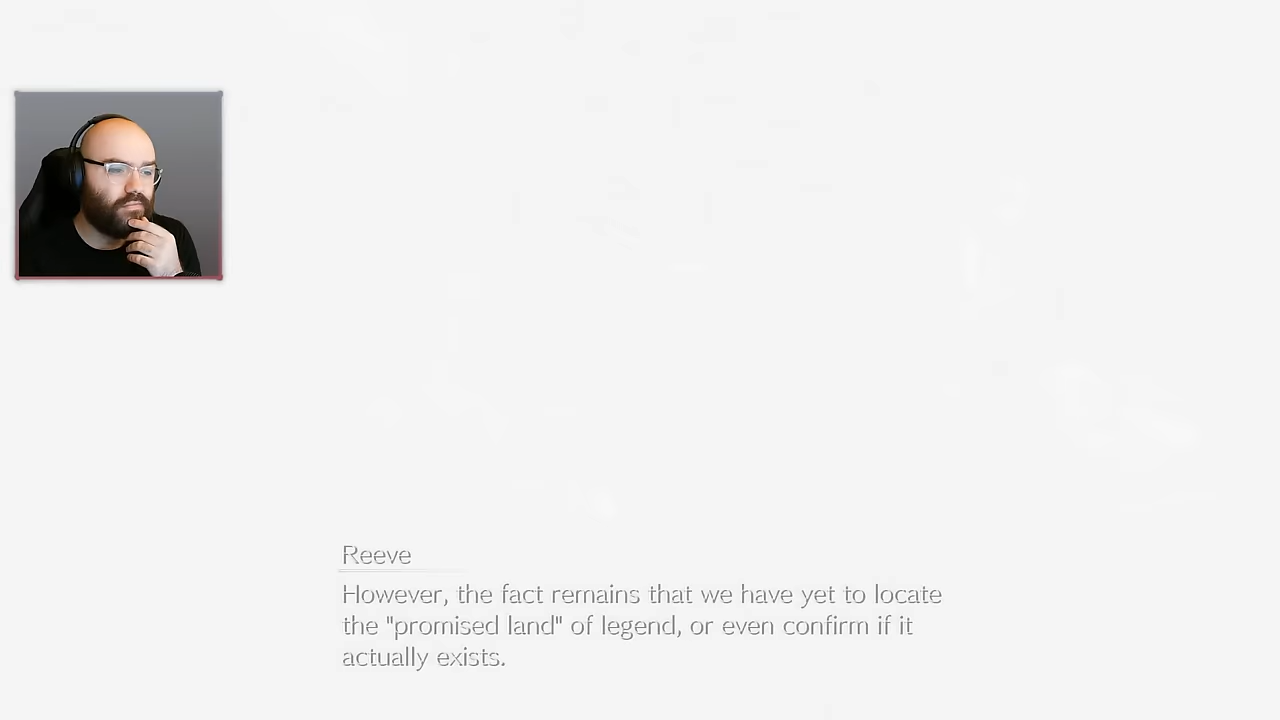 Reeve
However, the fact remains that we have yet to locate
the "promised land" of legend, or even confirm if it
actually exists.